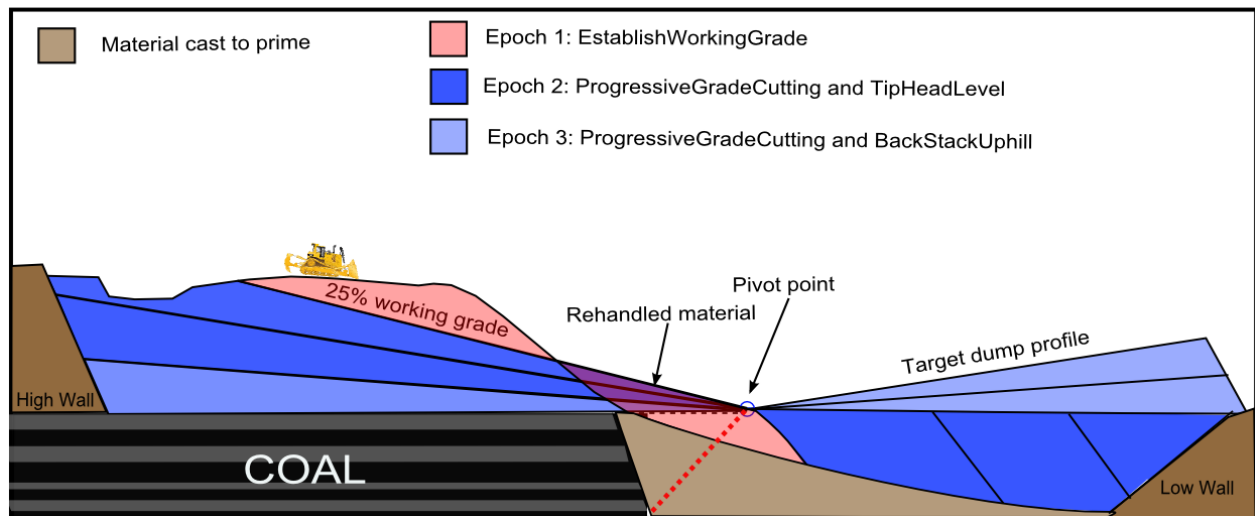 Material cast to prime
Epoch 1: EstablishWorkingGrade
Epoch 2: ProgressiveGradeCutting and TipHeadLevel
Epoch 3: ProgressiveGradeCutting and BackStackUphill
Pivot point
25% working grade
Rehandled material
Target dump profile
High Wall
COAL
Low Wall